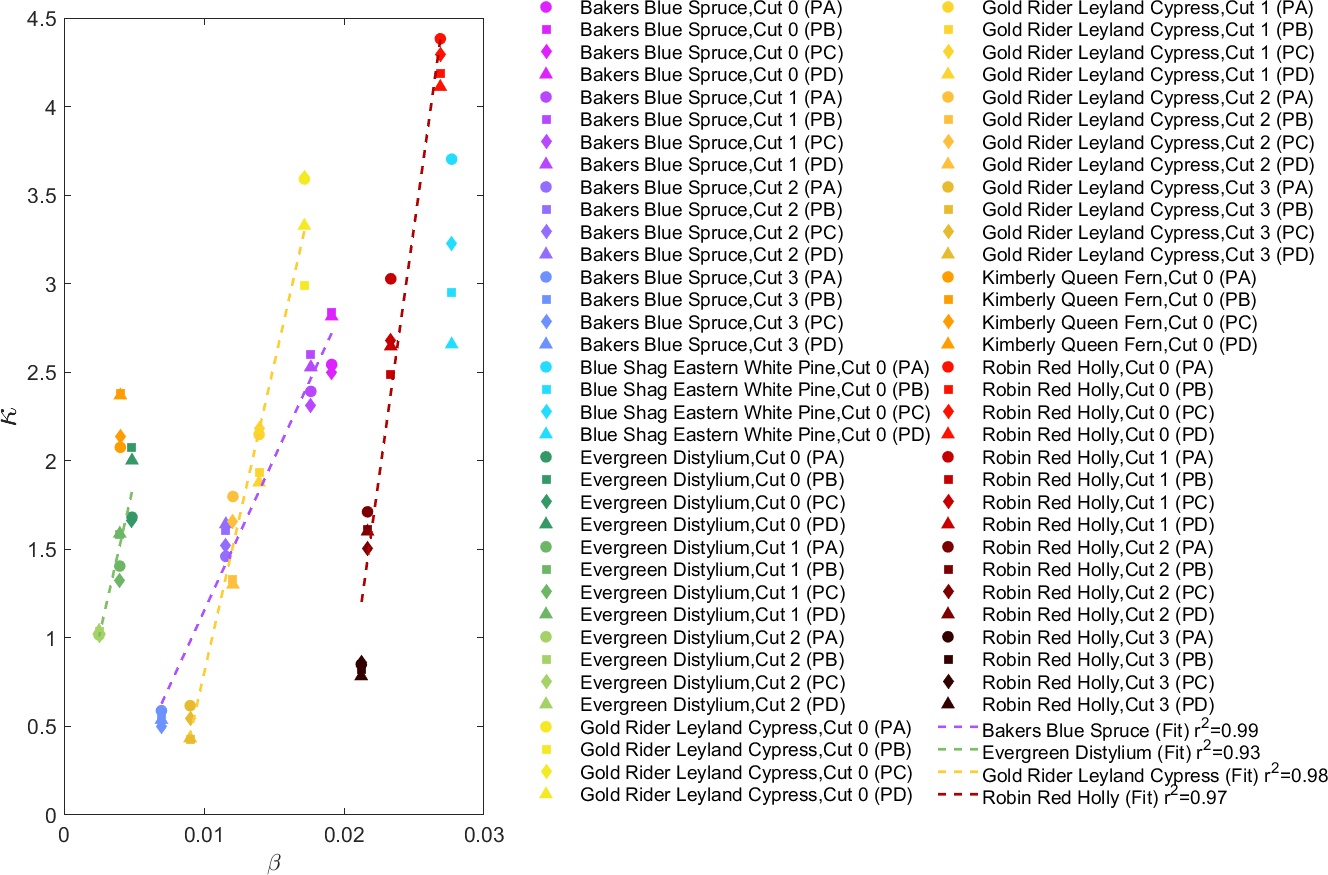 4.5
4
3.5
3
2.5
2
1.5
1
0.5
0
0
0.01
0.02
0.03
κ
β
Bakers Blue Spruce,Cut 0 (PA)
Bakers Blue Spruce,Cut 0 (PB)
Bakers Blue Spruce,Cut 0 (PC)
Bakers Blue Spruce,Cut 0 (PD)
Bakers Blue Spruce,Cut 1 (PA)
Bakers Blue Spruce,Cut 1 (PB)
Bakers Blue Spruce,Cut 1 (PC)
Bakers Blue Spruce,Cut 1 (PD)
Bakers Blue Spruce,Cut 2 (PA)
Bakers Blue Spruce,Cut 2 (PB)
Bakers Blue Spruce,Cut 2 (PC)
Bakers Blue Spruce,Cut 2 (PD)
Bakers Blue Spruce,Cut 3 (PA)
Bakers Blue Spruce,Cut 3 (PB)
Bakers Blue Spruce,Cut 3 (PC)
Bakers Blue Spruce,Cut 3 (PD)
Blue Shag Eastern White Pine,Cut 0 (PA)
Blue Shag Eastern White Pine,Cut 0 (PB)
Blue Shag Eastern White Pine,Cut 0 (PC)
Blue Shag Eastern White Pine,Cut 0 (PD)
Evergreen Distylium,Cut 0 (PA)
Evergreen Distylium,Cut 0 (PB)
Evergreen Distylium,Cut 0 (PC)
Evergreen Distylium,Cut 0 (PD)
Evergreen Distylium,Cut 1 (PA)
Evergreen Distylium,Cut 1 (PB)
Evergreen Distylium,Cut 1 (PC)
Evergreen Distylium,Cut 1 (PD)
Evergreen Distylium,Cut 2 (PA)
Evergreen Distylium,Cut 2 (PB)
Evergreen Distylium,Cut 2 (PC)
Evergreen Distylium,Cut 2 (PD)
Gold Rider Leyland Cypress,Cut 0 (PA)
Gold Rider Leyland Cypress,Cut 0 (PB)
Gold Rider Leyland Cypress,Cut 0 (PC)
Gold Rider Leyland Cypress,Cut 0 (PD)
Gold Rider Leyland Cypress,Cut 1 (PA)
Gold Rider Leyland Cypress,Cut 1 (PB)
Gold Rider Leyland Cypress,Cut 1 (PC)
Gold Rider Leyland Cypress,Cut 1 (PD)
Gold Rider Leyland Cypress,Cut 2 (PA)
Gold Rider Leyland Cypress,Cut 2 (PB)
Gold Rider Leyland Cypress,Cut 2 (PC)
Gold Rider Leyland Cypress,Cut 2 (PD)
Gold Rider Leyland Cypress,Cut 3 (PA)
Gold Rider Leyland Cypress,Cut 3 (PB)
Gold Rider Leyland Cypress,Cut 3 (PC)
Gold Rider Leyland Cypress,Cut 3 (PD)
Kimberly Queen Fern,Cut 0 (PA)
Kimberly Queen Fern,Cut 0 (PB)
Kimberly Queen Fern,Cut 0 (PC)
Kimberly Queen Fern,Cut 0 (PD)
Robin Red Holly,Cut 0 (PA)
Robin Red Holly,Cut 0 (PB)
Robin Red Holly,Cut 0 (PC)
Robin Red Holly,Cut 0 (PD)
Robin Red Holly,Cut 1 (PA)
Robin Red Holly,Cut 1 (PB)
Robin Red Holly,Cut 1 (PC)
Robin Red Holly,Cut 1 (PD)
Robin Red Holly,Cut 2 (PA)
Robin Red Holly,Cut 2 (PB)
Robin Red Holly,Cut 2 (PC)
Robin Red Holly,Cut 2 (PD)
Robin Red Holly,Cut 3 (PA)
Robin Red Holly,Cut 3 (PB)
Robin Red Holly,Cut 3 (PC)
Robin Red Holly,Cut 3 (PD)
Bakers Blue Spruce (Fit) r²=0.99
Evergreen Distylium (Fit) r²=0.93
Gold Rider Leyland Cypress (Fit) r²=0.98
Robin Red Holly (Fit) r²=0.97